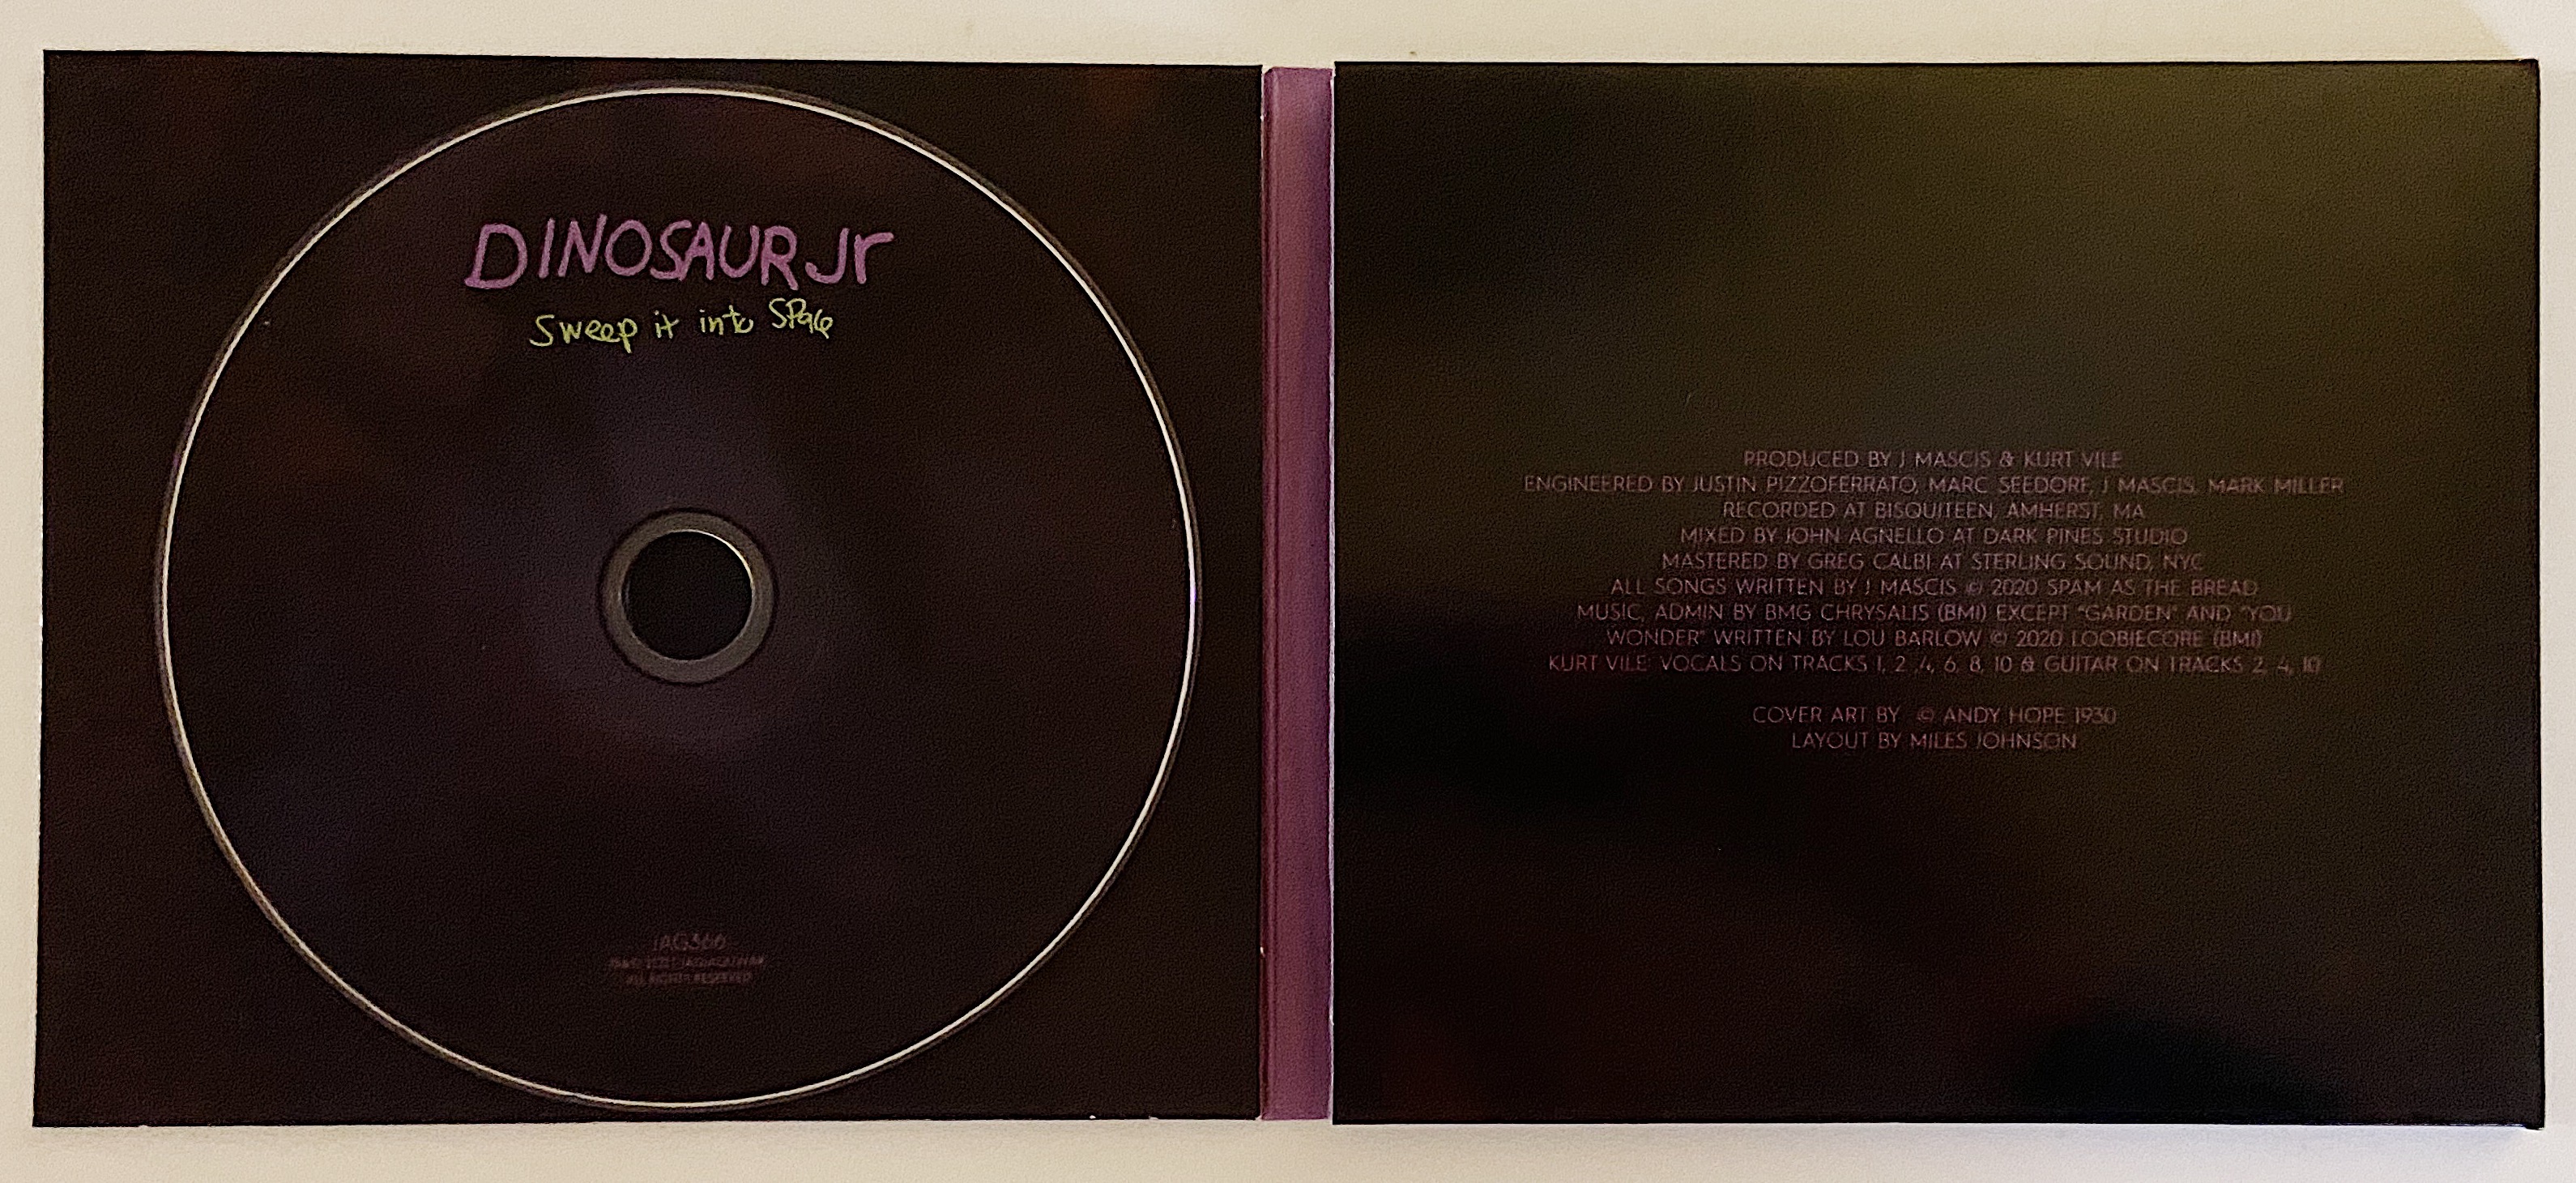 DINOSAUR Jr
Sweep it into Space
JAG366
ALL RIGHTS RESERVED
PRODUCED BY J MASCIS & KURT VILE
ENGINEERED BY JUSTIN PIZZOFERRATO, MARC SEEDORF, J MASCIS, MARK MILLER
RECORDED AT BISQUITEEN, AMHERST, MA
MIXED BY JOHN AGNELLO AT DARK PINES STUDIO
MASTERED BY GREG CALBI AT STERLING SOUND, NYC
ALL SONGS WRITTEN BY J MASCIS © 2020 SPAM AS THE BREAD
MUSIC, ADMIN BY BMG CHRYSALIS (BMI) EXCEPT "GARDEN" AND "YOU
WONDER" WRITTEN BY LOU BARLOW © 2020 LOOBIECORE (BMI)
KURT VILE: VOCALS ON TRACKS 1, 2 ,4, 6, 8, 10 & GUITAR ON TRACKS 2, 4, 10
COVER ART BY © ANDY HOPE 1930
LAYOUT BY MILES JOHNSON